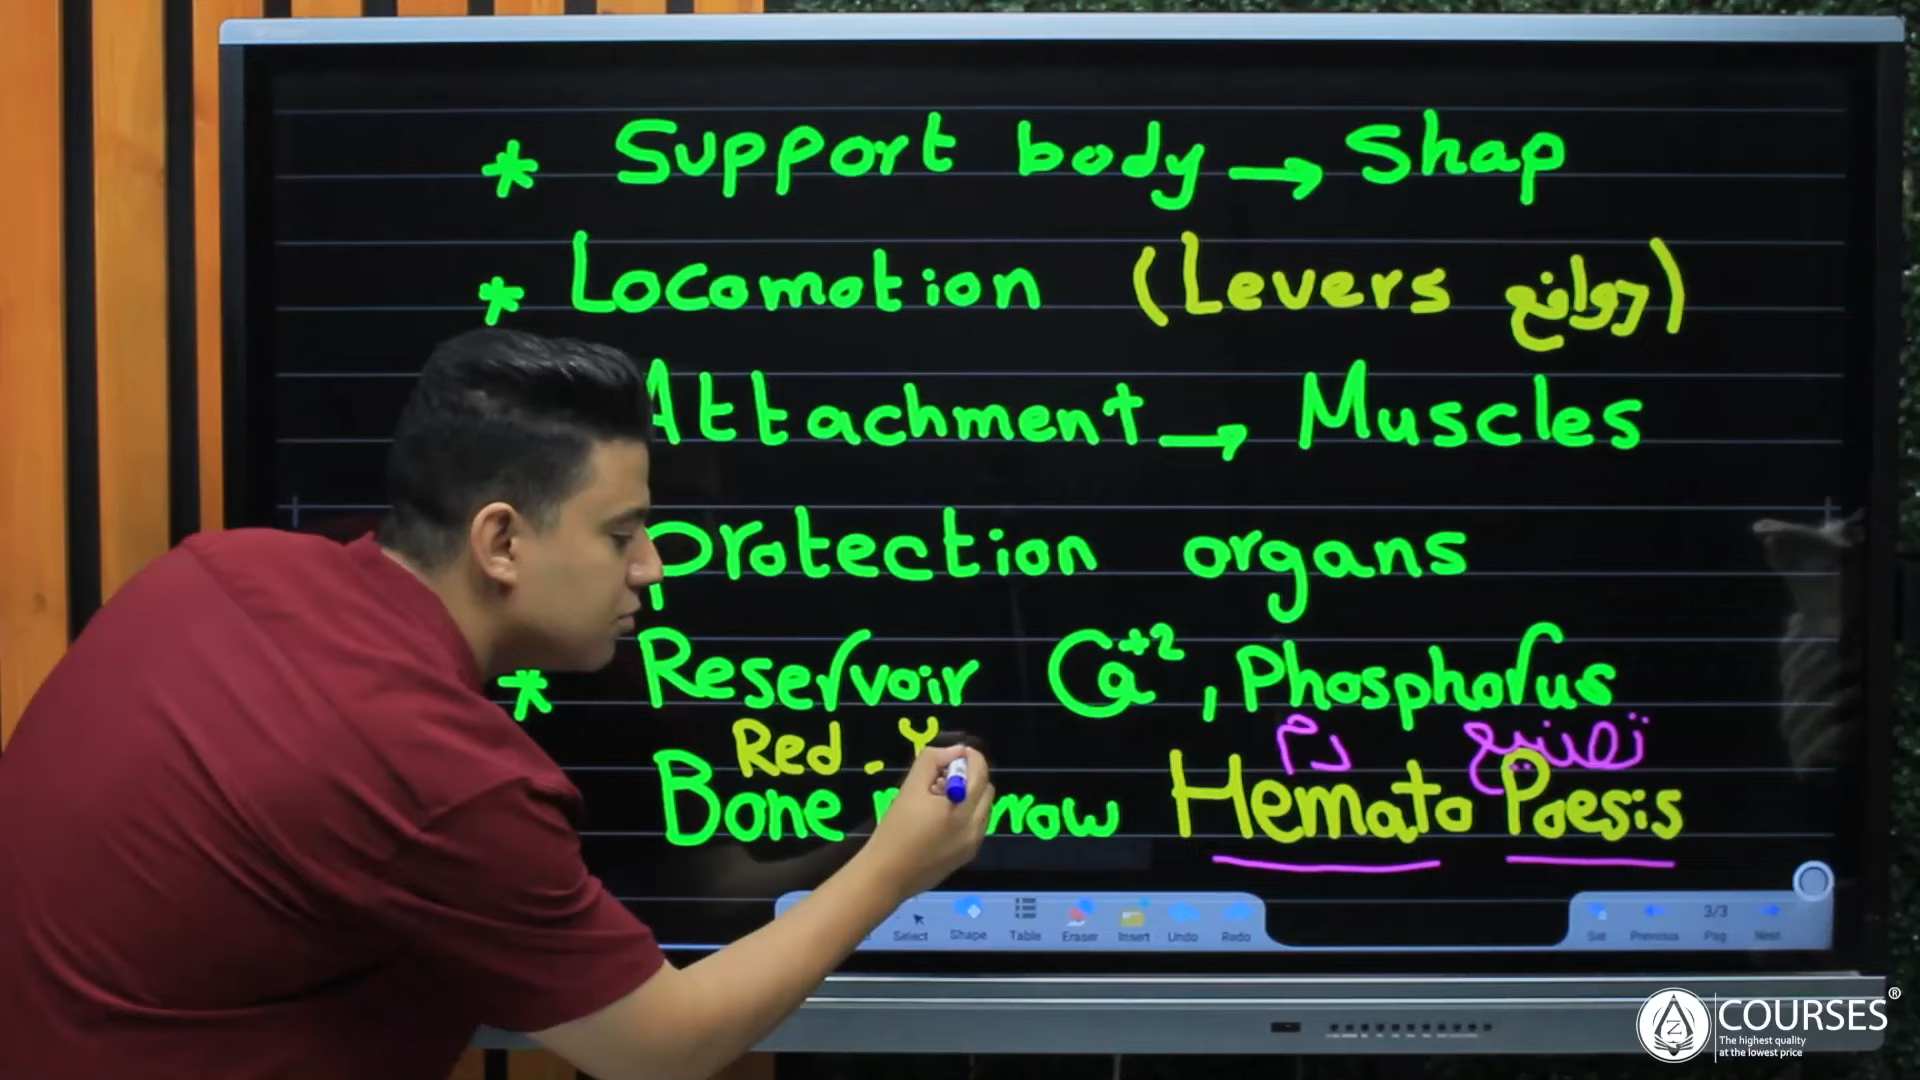 * Support body → Shap
* Locomotion (Levers روافع)
Attachment → Muscles
protection organs
* Reservoir Ca+2, Phosphorus
Red - Y دم تصنيع
Bone Hemato Poesis
Select Shape Table Eraser Insert Undo Redo
Set Previous 3/3 Pag Next
COURSES®
The highest quality
at the lowest price